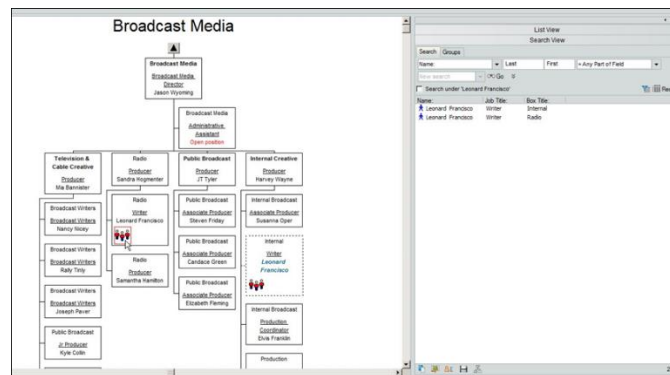 Broadcast Media
Broadcast Media
Broadcast Media
Director
Jason Wyoming
Broadcast Media
Administrative
Assistant
Open position
Television &
Cable Creative
Producer
Mia Bannister
Radio
Producer
Sandra Hogmenter
Public Broadcast
Producer
JT Tyler
Internal Creative
Producer
Harvey Wayne
Broadcast Writers
Broadcast Writers
Nancy Nicey
Radio
Writer
Leonard Francisco
Public Broadcast
Associate Producer
Steven Friday
Internal Broadcast
Associate Producer
Susanna Oper
Broadcast Writers
Broadcast Writers
Rally Tinty
Radio
Producer
Samantha Hamilton
Public Broadcast
Associate Producer
Candace Green
Internal
Writer
Leonard
Francisco
Broadcast Writers
Broadcast Writers
Joseph Paver
Public Broadcast
Associate Producer
Elizabeth Fleming
Internal Broadcast
Production
Coordinator
Elvis Franklin
Public Broadcast
Jr Producer
Kyle Collin
Production
List View
Search View
Search Groups
Name: Last First = Any Part of Field
New search Go
Search under 'Leonard Francisco'
Name: Job Title: Box Title:
Leonard Francisco Writer Internal
Leonard Francisco Writer Radio